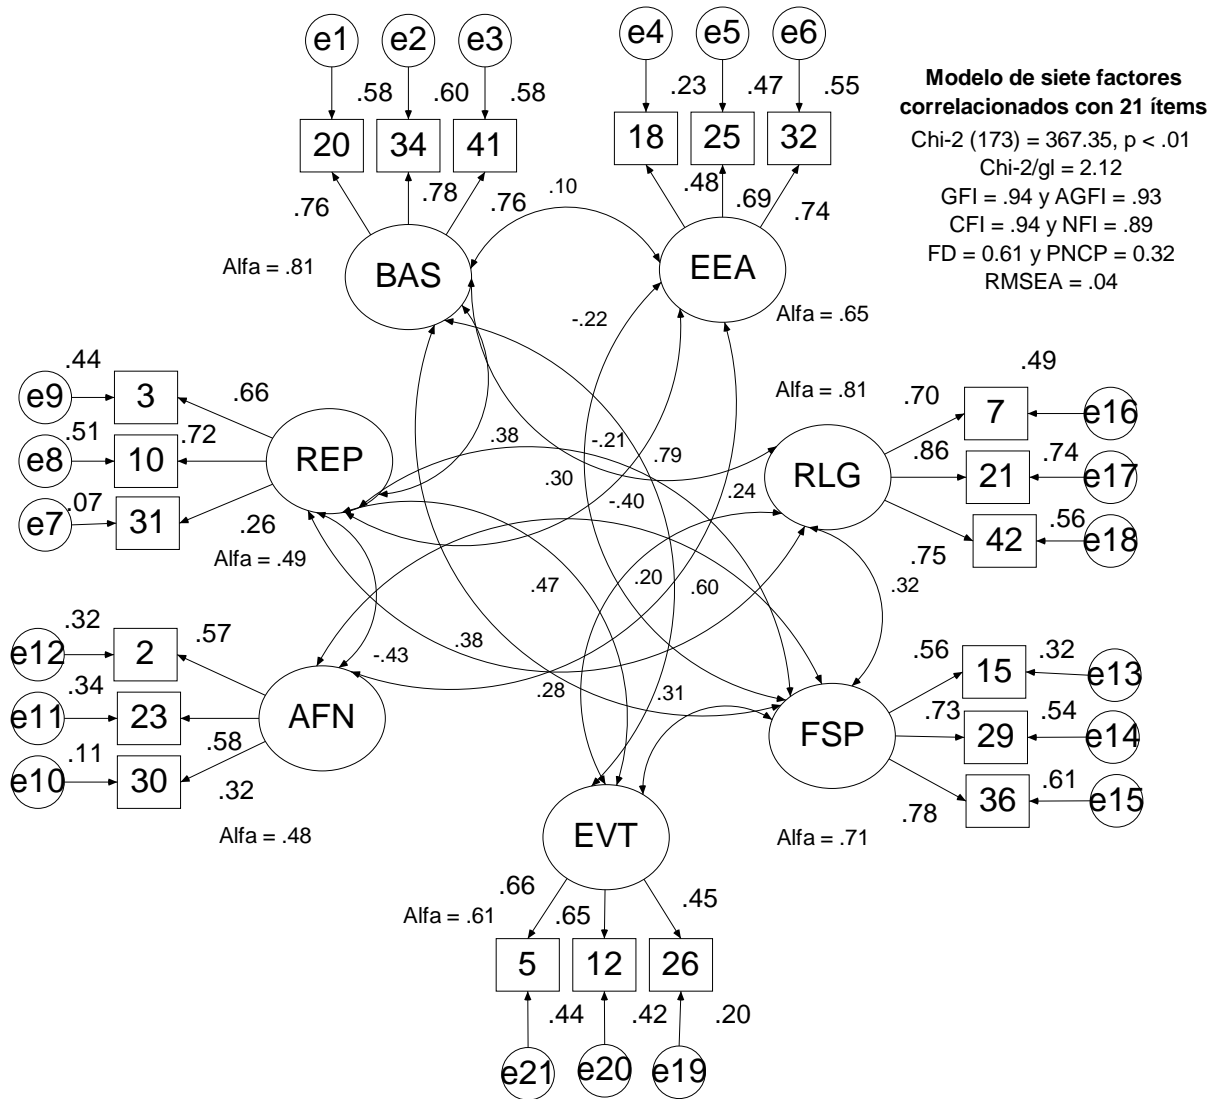 e1 e2 e3 e4 e5 e6
.58 .60 .58 .23 .47 .55
20 34 41 18 25 32
.76 .78 .76 .10 .48 .69 .74
Modelo de siete factores
correlacionados con 21 ítems
Chi-2 (173) = 367.35, p < .01
Chi-2/gl = 2.12
GFI = .94 y AGFI = .93
CFI = .94 y NFI = .89
FD = 0.61 y PNCP = 0.32
RMSEA = .04
Alfa = .81 BAS EEA
-.22 Alfa = .65
.44 .49
e9 3 .66 Alfa = .81 .70 7 e16
.51 .72 .38 -.21 .79 .86 .74
e8 10 REP RLG 21 e17
.07 .30 -.40 .24 .56
e7 31 .26 42 e18
Alfa = .49 .75
.47 .20 .60 .32
.32 .57 .56 .32
e12 2 -.43 .38 15 e13
.34 .28 .31 .73 .54
e11 23 AFN FSP 29 e14
.11 .58 .61
e10 30 .32 .78 36 e15
Alfa = .48 EVT Alfa = .71
.66 .65 .45
Alfa = .61
5 12 26
.44 .42 .20
e21 e20 e19